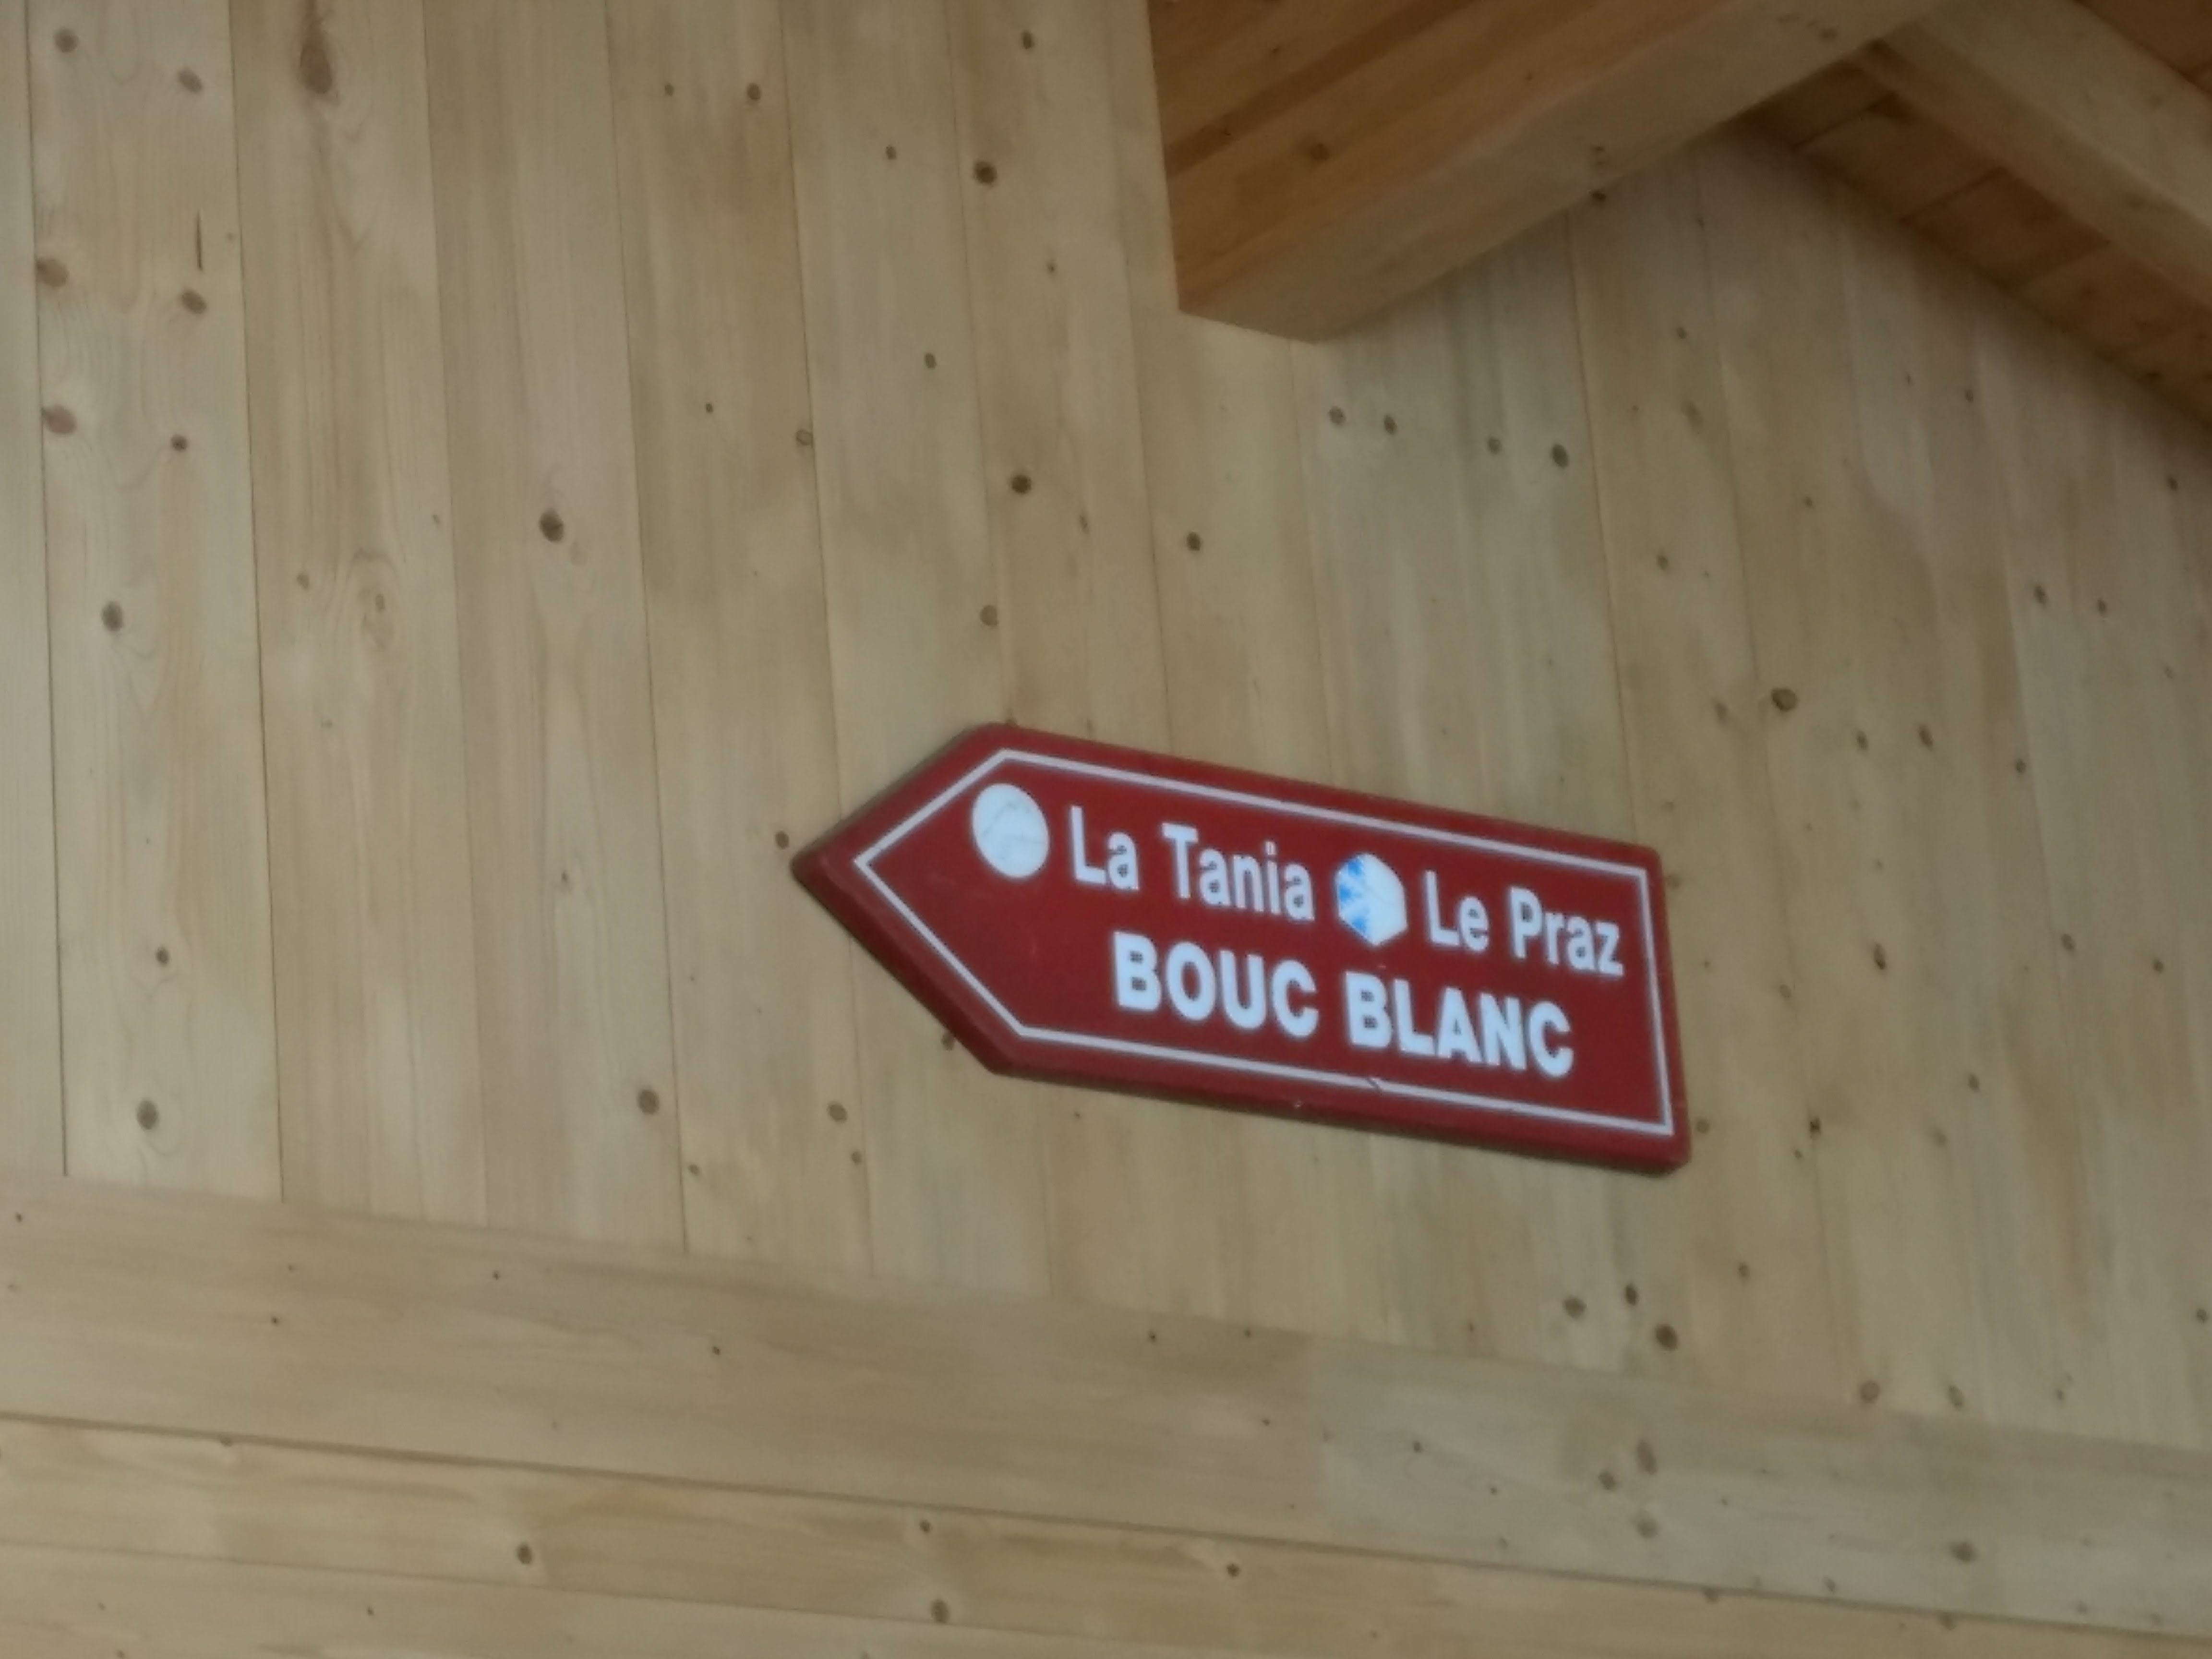 La Tania Le Praz
BOUC BLANC